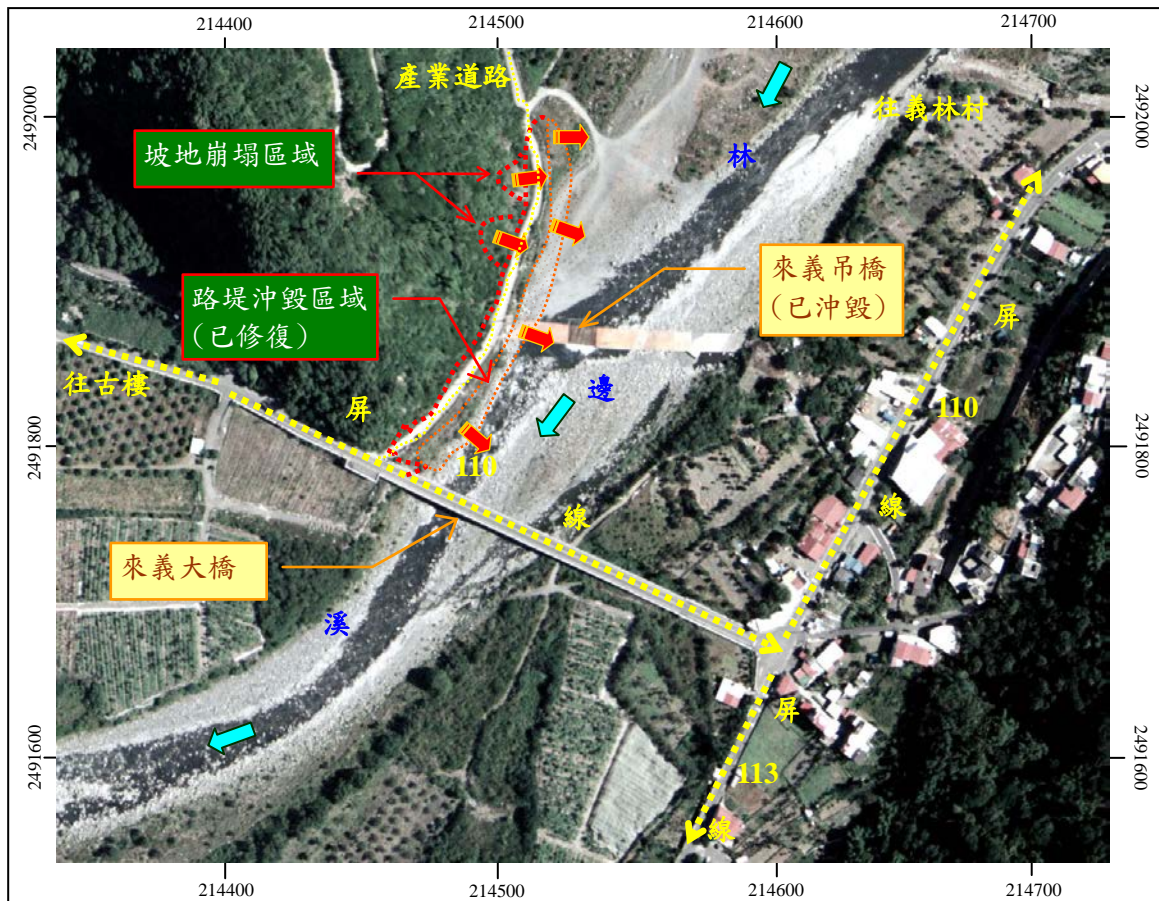 214400
214500
214600
214700
2492000
2492000
產業道路
往義林村
坡地崩塌區域
林
來義吊橋
(已沖毀)
路堤沖毀區域
(已修復)
屏
往古樓
屏
邊
110
110
2491800
2491800
線
線
來義大橋
溪
屏
2491600
2491600
113
線
214400
214500
214600
214700